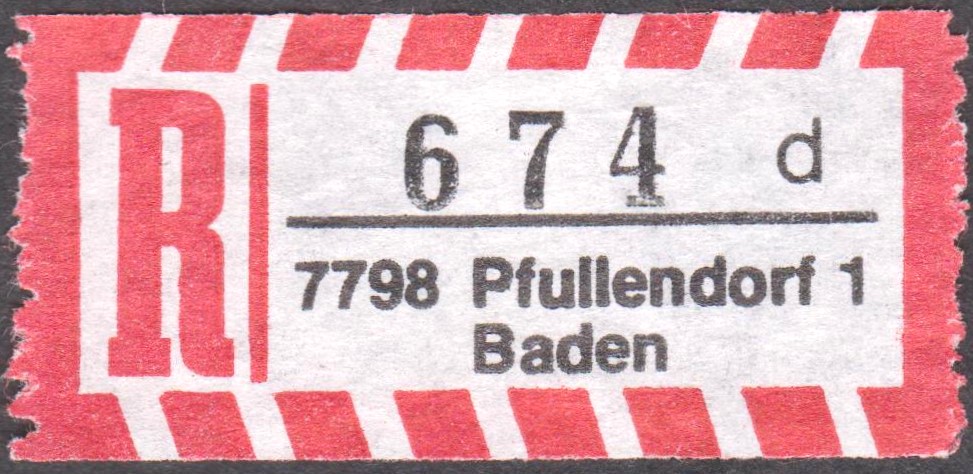 R
674 d
7798 Pfullendorf 1
Baden